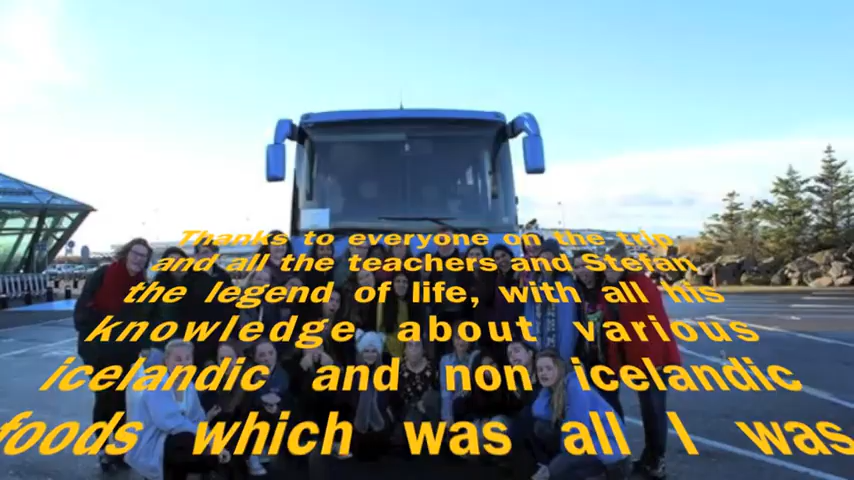 Thanks to everyone on the trip
and all the teachers and Stefan
the legend of life, with all his
knowledge about various
icelandic and non icelandic
foods which was all I was